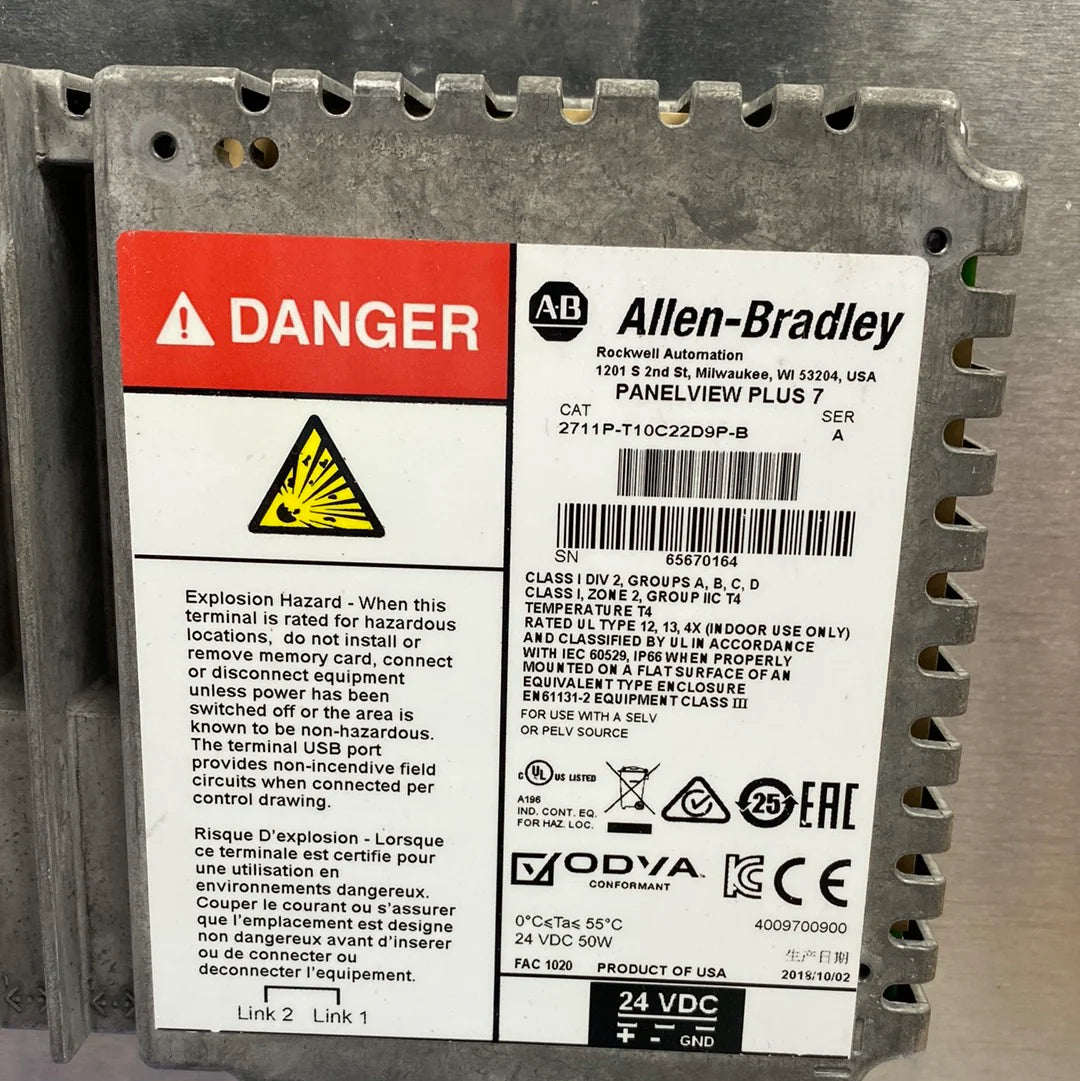 DANGER
Explosion Hazard - When this
terminal is rated for hazardous
locations, do not install or
remove memory card, connect
or disconnect equipment
unless power has been
switched off or the area is
known to be non-hazardous.
The terminal USB port
provides non-incendive field
circuits when connected per
control drawing.
Risque D'explosion - Lorsque
ce terminale est certifie pour
une utilisation en
environnements dangereux.
Couper le courant ou s'assurer
que l'emplacement est designe
non dangereux avant d'inserer
ou de connecter ou
deconnecter l'equipement.
Link 2 Link 1
A-B Allen-Bradley
Rockwell Automation
1201 S 2nd St, Milwaukee, WI 53204, USA
PANELVIEW PLUS 7
CAT SER
2711P-T10C22D9P-B A
SN 65670164
CLASS I DIV 2, GROUPS A, B, C, D
CLASS I, ZONE 2, GROUP IIC T4
TEMPERATURE T4
RATED UL TYPE 12, 13, 4X (INDOOR USE ONLY)
AND CLASSIFIED BY UL IN ACCORDANCE
WITH IEC 60529, IP66 WHEN PROPERLY
MOUNTED ON A FLAT SURFACE OF AN
EQUIVALENT TYPE ENCLOSURE
EN61131-2 EQUIPMENT CLASS III
FOR USE WITH A SELV
OR PELV SOURCE
c UL US LISTED 25 EAC
A196
IND. CONT. EQ.
FOR HAZ. LOC.
ODVA TM
CONFORMANT
KC CE
0°C≤Ta≤ 55°C 4009700900
24 VDC 50W
生产日期
FAC 1020 PRODUCT OF USA 2018/10/02
24 VDC
+ - GND